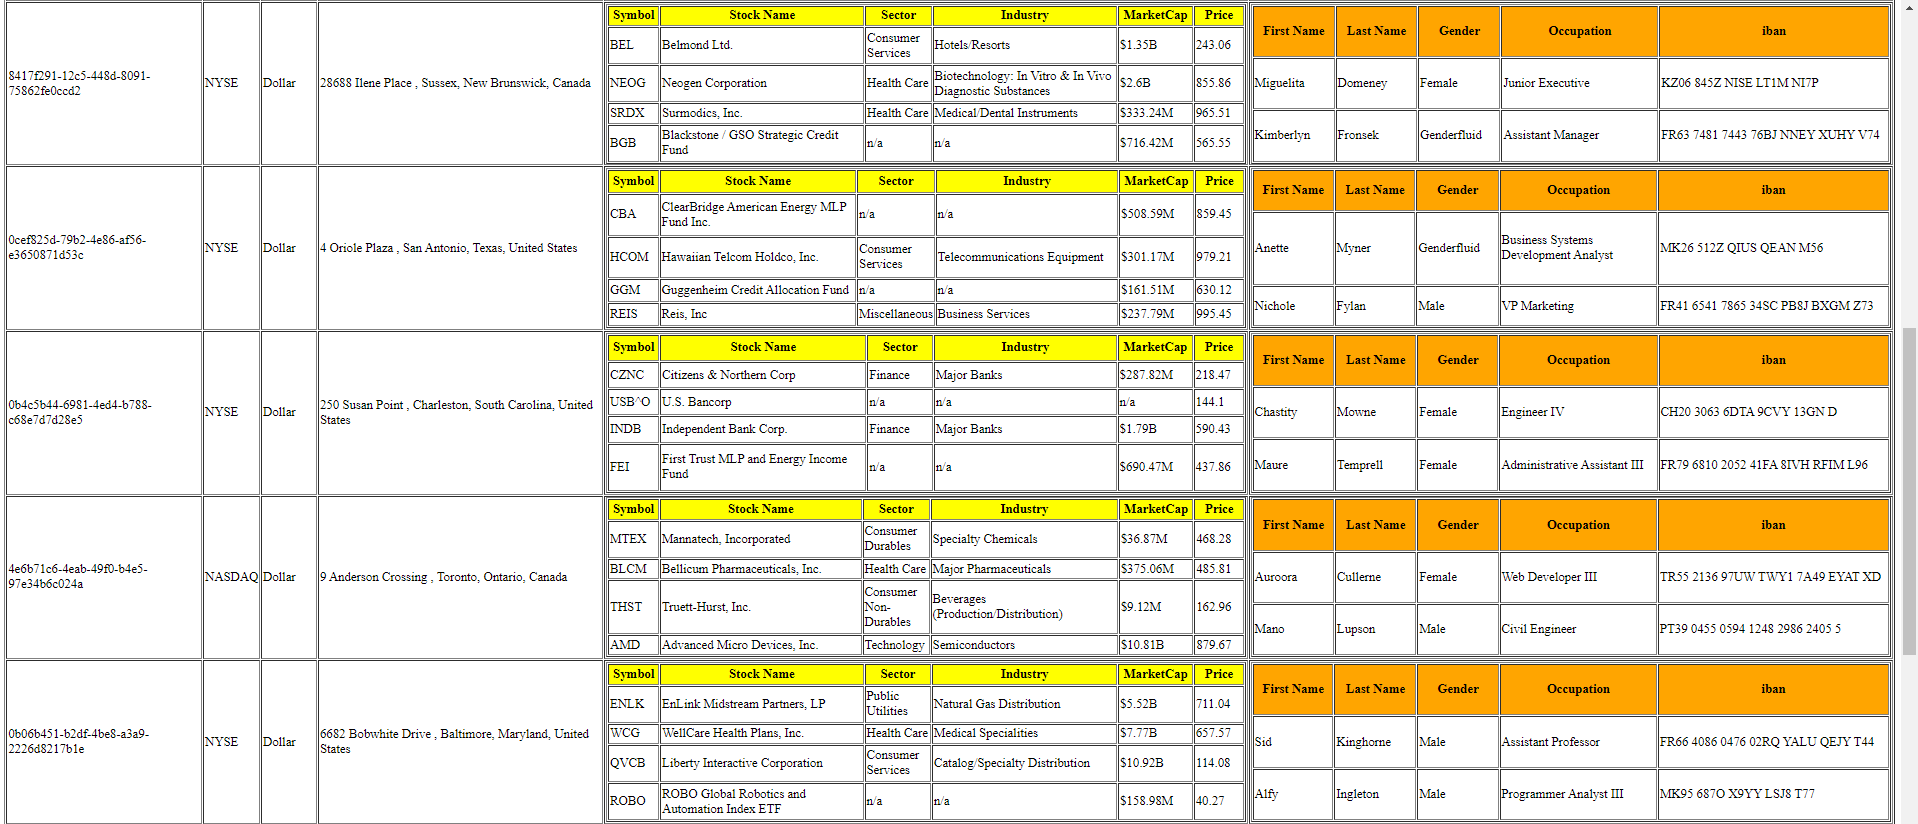 8417f291-12c5-448d-8091-
75862fe0ccd2
NYSE
Dollar
28688 Ilene Place , Sussex, New Brunswick, Canada
Symbol Stock Name Sector Industry MarketCap Price
BEL Belmond Ltd. Consumer Services Hotels/Resorts $1.35B 243.06
NEOG Neogen Corporation Health Care Biotechnology: In Vitro & In Vivo Diagnostic Substances $2.6B 855.86
SRDX Surmodics, Inc. Health Care Medical/Dental Instruments $333.24M 965.51
BGB Blackstone / GSO Strategic Credit Fund n/a n/a $716.42M 565.55
First Name Last Name Gender Occupation iban
Miguelita Domeney Female Junior Executive KZ06 845Z NISE LT1M NI7P
Kimberlyn Fronsek Genderfluid Assistant Manager FR63 7481 7443 76BJ NNEY XUHY V74
0cef825d-79b2-4e86-af56-
e3650871d53c
NYSE
Dollar
4 Oriole Plaza , San Antonio, Texas, United States
Symbol Stock Name Sector Industry MarketCap Price
CBA ClearBridge American Energy MLP Fund Inc. n/a n/a $508.59M 859.45
HCOM Hawaiian Telcom Holdco, Inc. Consumer Services Telecommunications Equipment $301.17M 979.21
GGM Guggenheim Credit Allocation Fund n/a n/a $161.51M 630.12
REIS Reis, Inc Miscellaneous Business Services $237.79M 995.45
First Name Last Name Gender Occupation iban
Anette Myner Genderfluid Business Systems Development Analyst MK26 512Z QIUS QEAN M56
Nichole Fylan Male VP Marketing FR41 6541 7865 34SC PB8J BXGM Z73
0b4c5b44-6981-4ed4-b788-
c68e7d7d28e5
NYSE
Dollar
250 Susan Point , Charleston, South Carolina, United
States
Symbol Stock Name Sector Industry MarketCap Price
CZNC Citizens & Northern Corp Finance Major Banks $287.82M 218.47
USB^O U.S. Bancorp n/a n/a n/a 144.1
INDB Independent Bank Corp. Finance Major Banks $1.79B 590.43
FEI First Trust MLP and Energy Income Fund n/a n/a $690.47M 437.86
First Name Last Name Gender Occupation iban
Chastity Mowne Female Engineer IV CH20 3063 6DTA 9CVY 13GN D
Maure Temprell Female Administrative Assistant III FR79 6810 2052 41FA 8IVH RFIM L96
4e6b71c6-4eab-49f0-b4e5-
97e34b6c024a
NASDAQ
Dollar
9 Anderson Crossing , Toronto, Ontario, Canada
Symbol Stock Name Sector Industry MarketCap Price
MTEX Mannatech, Incorporated Consumer Durables Specialty Chemicals $36.87M 468.28
BLCM Bellicum Pharmaceuticals, Inc. Health Care Major Pharmaceuticals $375.06M 485.81
THST Truett-Hurst, Inc. Consumer Non-Durables Beverages (Production/Distribution) $9.12M 162.96
AMD Advanced Micro Devices, Inc. Technology Semiconductors $10.81B 879.67
First Name Last Name Gender Occupation iban
Auroora Cullerne Female Web Developer III TR55 2136 97UW TWY1 7A49 EYAT XD
Mano Lupson Male Civil Engineer PT39 0455 0594 1248 2986 2405 5
0b06b451-b2df-4be8-a3a9-
2226d8217b1e
NYSE
Dollar
6682 Bobwhite Drive , Baltimore, Maryland, United
States
Symbol Stock Name Sector Industry MarketCap Price
ENLK EnLink Midstream Partners, LP Public Utilities Natural Gas Distribution $5.52B 711.04
WCG WellCare Health Plans, Inc. Health Care Medical Specialities $7.77B 657.57
QVCB Liberty Interactive Corporation Consumer Services Catalog/Specialty Distribution $10.92B 114.08
ROBO ROBO Global Robotics and Automation Index ETF n/a n/a $158.98M 40.27
First Name Last Name Gender Occupation iban
Sid Kinghorne Male Assistant Professor FR66 4086 0476 02RQ YALU QEJY T44
Alfy Ingleton Male Programmer Analyst III MK95 687O X9YY LSJ8 T77